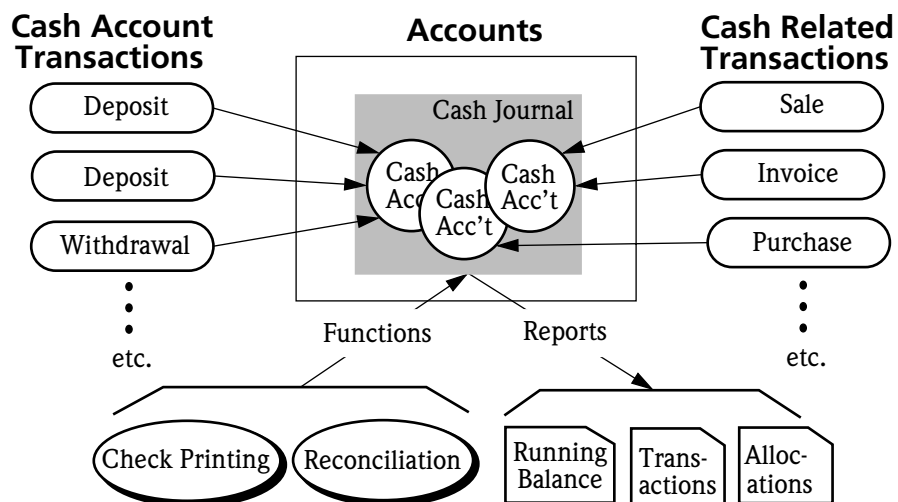 Cash Account
Transactions
Deposit
Deposit
Withdrawal
etc.
Accounts
Cash Journal
Cash
Acc
Cash
Acc't
Cash
Acc't
Cash Related
Transactions
Sale
Invoice
Purchase
etc.
Functions
Reports
Check Printing
Reconciliation
Running
Balance
Trans-
actions
Alloc-
ations